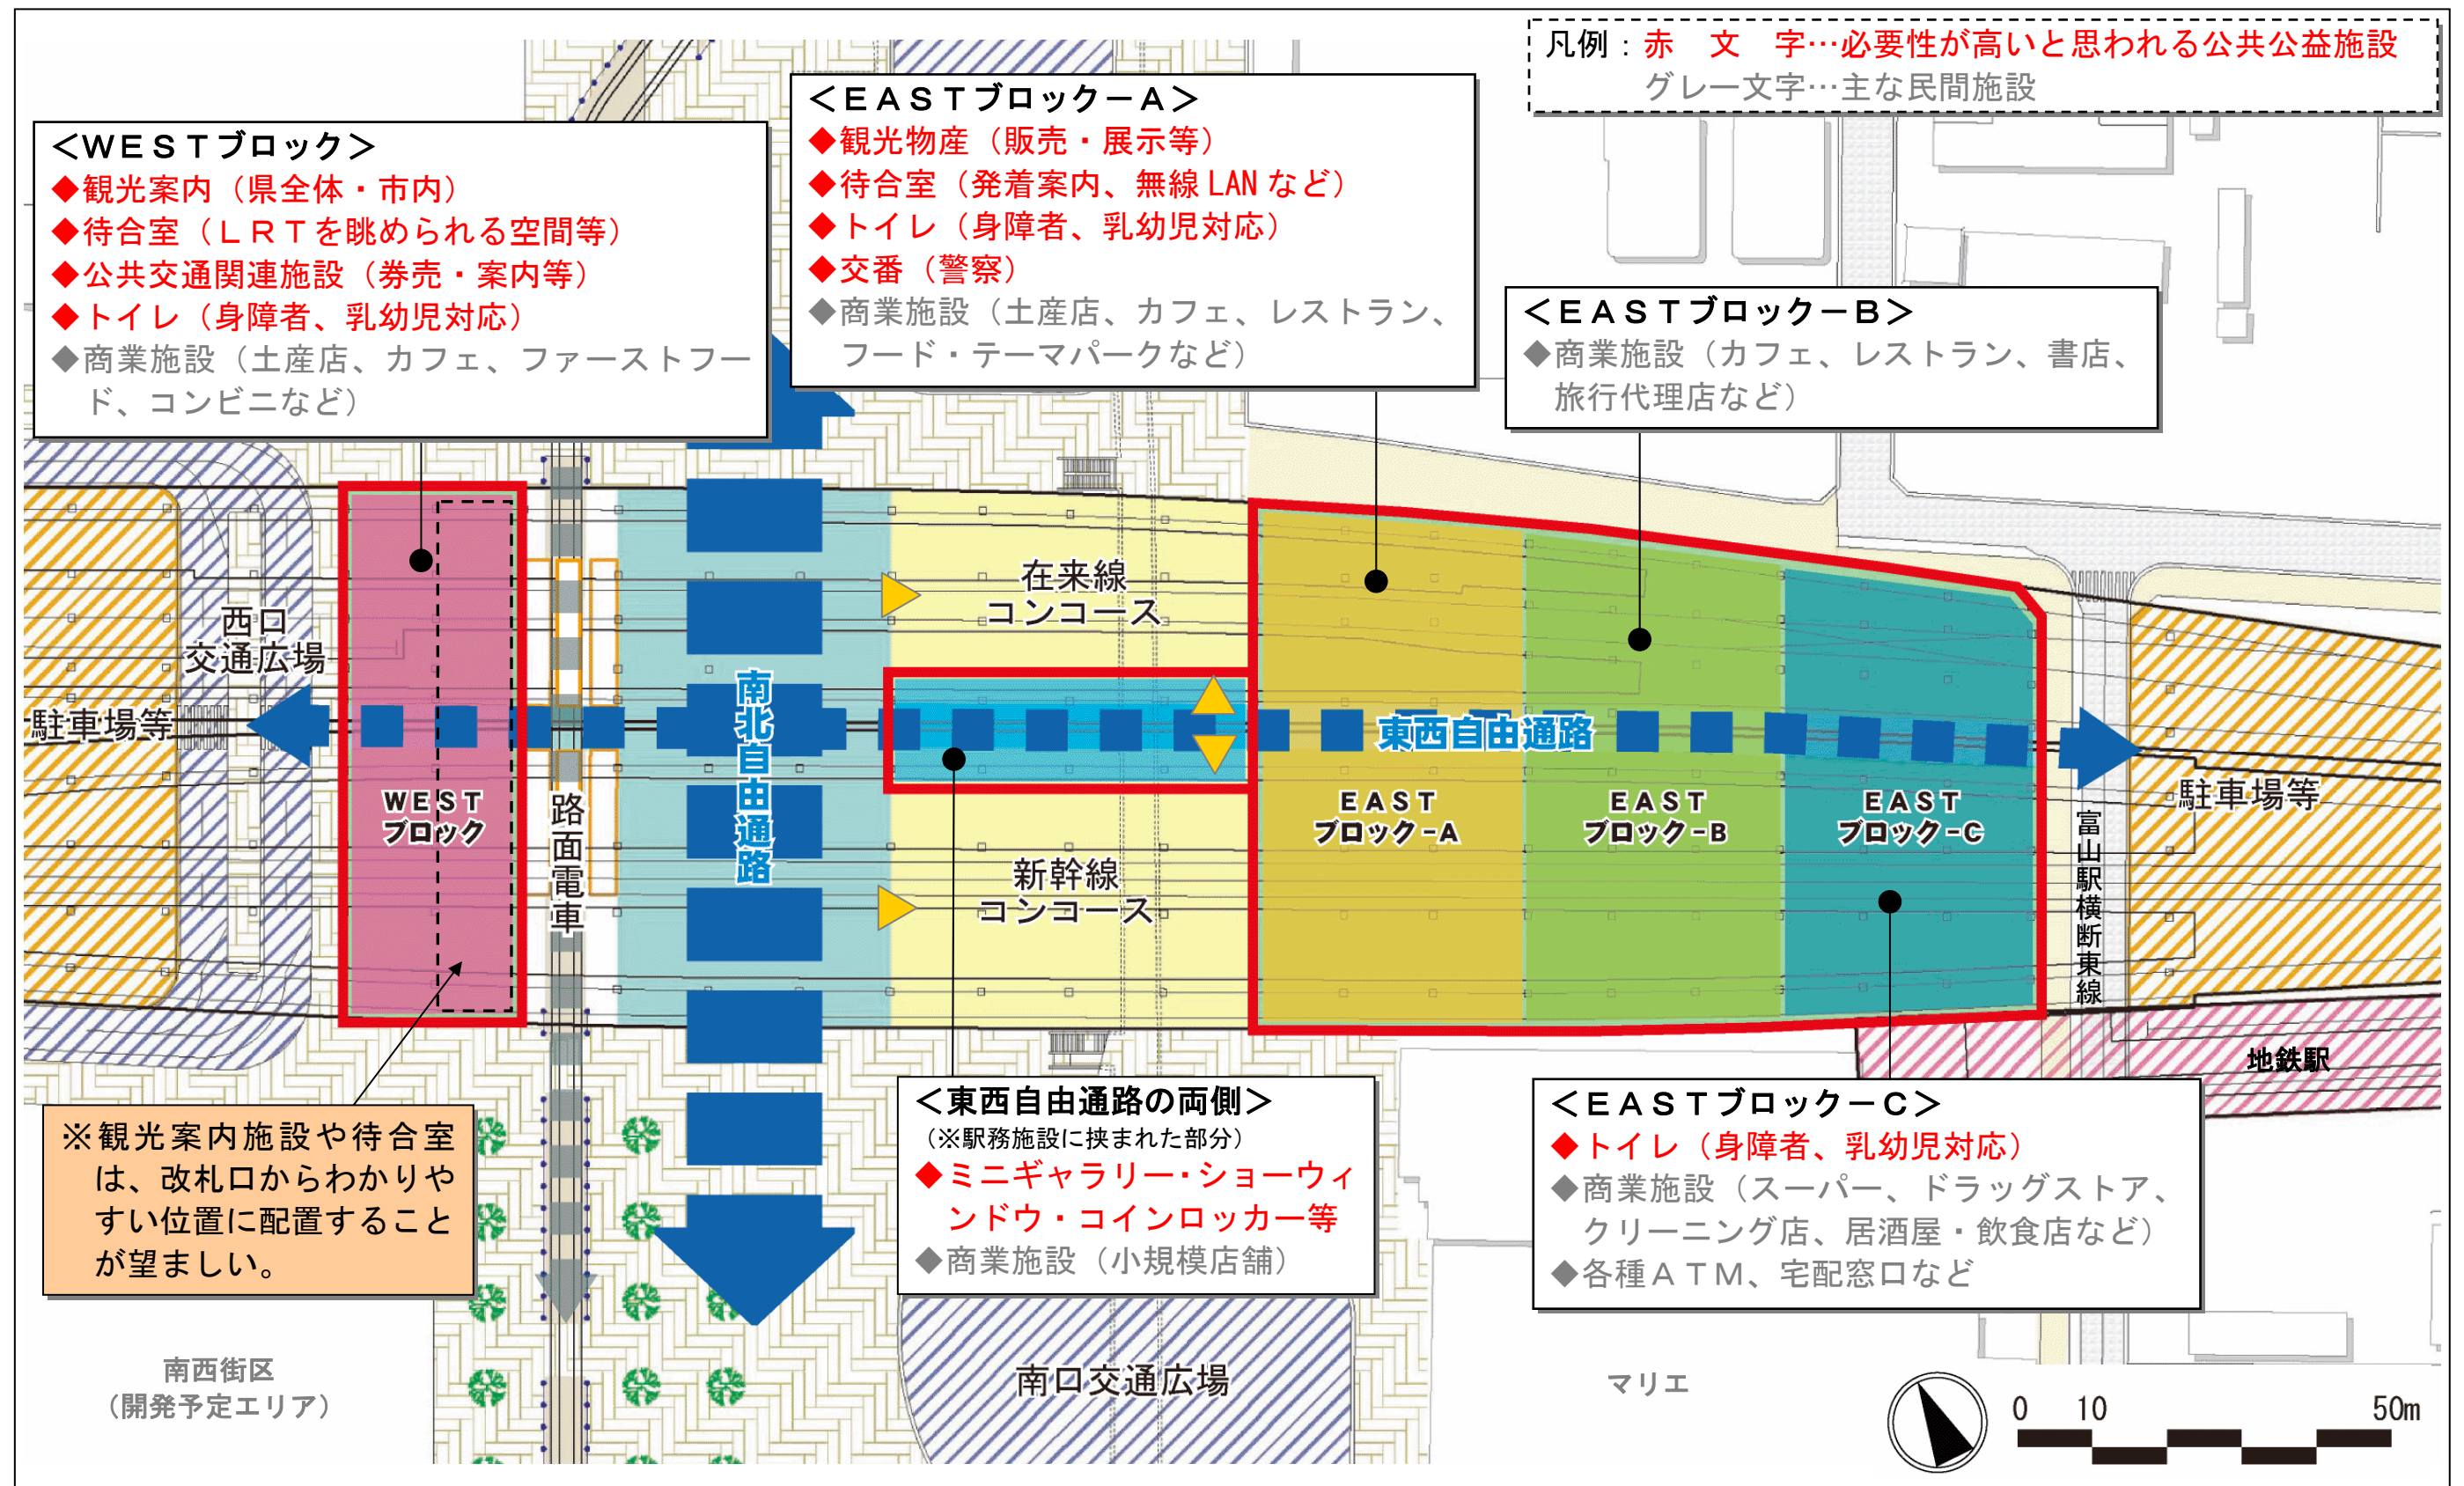 凡例：赤　文　字…必要性が高いと思われる公共公益施設
グレー文字…主な民間施設
＜ＷＥＳＴブロック＞
◆観光案内（県全体・市内）
◆待合室（ＬＲＴを眺められる空間等）
◆公共交通関連施設（券売・案内等）
◆トイレ（身障者、乳幼児対応）
◆商業施設（土産店、カフェ、ファーストフー
ド、コンビニなど）
＜ＥＡＳＴブロック－Ａ＞
◆観光物産（販売・展示等）
◆待合室（発着案内、無線LANなど）
◆トイレ（身障者、乳幼児対応）
◆交番（警察）
◆商業施設（土産店、カフェ、レストラン、
フード・テーマパークなど）
＜ＥＡＳＴブロック－Ｂ＞
◆商業施設（カフェ、レストラン、書店、
旅行代理店など）
西口
交通広場
駐車場等
WEST
ブロック
路面電車
南北自由通路
在来線
コンコース
新幹線
コンコース
東西自由通路
EAST
ブロック-A
EAST
ブロック-B
EAST
ブロック-C
富山駅横断東線
駐車場等
地鉄駅
※観光案内施設や待合室
は、改札口からわかりや
すい位置に配置すること
が望ましい。
＜東西自由通路の両側＞
（※駅務施設に挟まれた部分）
◆ミニギャラリー・ショーウィ
ンドウ・コインロッカー等
◆商業施設（小規模店舗）
＜ＥＡＳＴブロック－Ｃ＞
◆トイレ（身障者、乳幼児対応）
◆商業施設（スーパー、ドラッグストア、
クリーニング店、居酒屋・飲食店など）
◆各種ＡＴＭ、宅配窓口など
南西街区
（開発予定エリア）
南口交通広場
マリエ
0 10 50m